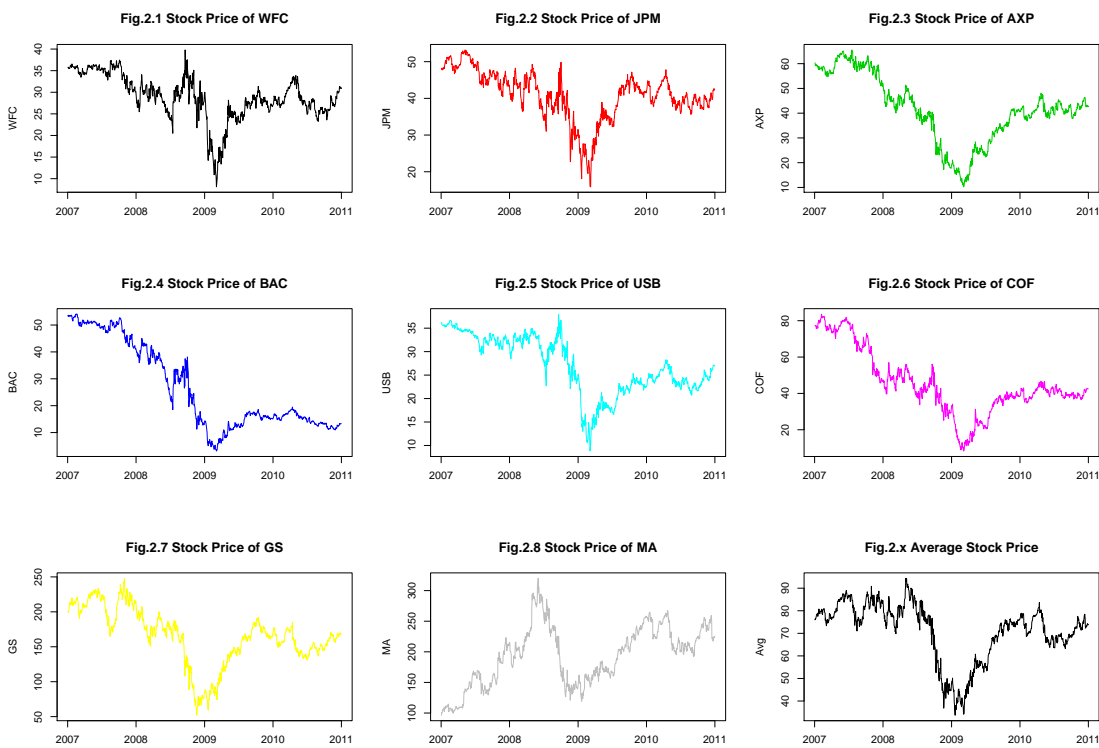 Fig.2.1 Stock Price of WFC
WFC
40
35
30
25
20
15
10
2007 2008 2009 2010 2011
Fig.2.2 Stock Price of JPM
JPM
50
40
30
20
2007 2008 2009 2010 2011
Fig.2.3 Stock Price of AXP
AXP
60
50
40
30
20
10
2007 2008 2009 2010 2011
Fig.2.4 Stock Price of BAC
BAC
50
40
30
20
10
2007 2008 2009 2010 2011
Fig.2.5 Stock Price of USB
USB
35
30
25
20
15
10
2007 2008 2009 2010 2011
Fig.2.6 Stock Price of COF
COF
80
60
40
20
2007 2008 2009 2010 2011
Fig.2.7 Stock Price of GS
GS
250
200
150
100
50
2007 2008 2009 2010 2011
Fig.2.8 Stock Price of MA
MA
300
250
200
150
100
2007 2008 2009 2010 2011
Fig.2.x Average Stock Price
Avg
90
80
70
60
50
40
2007 2008 2009 2010 2011